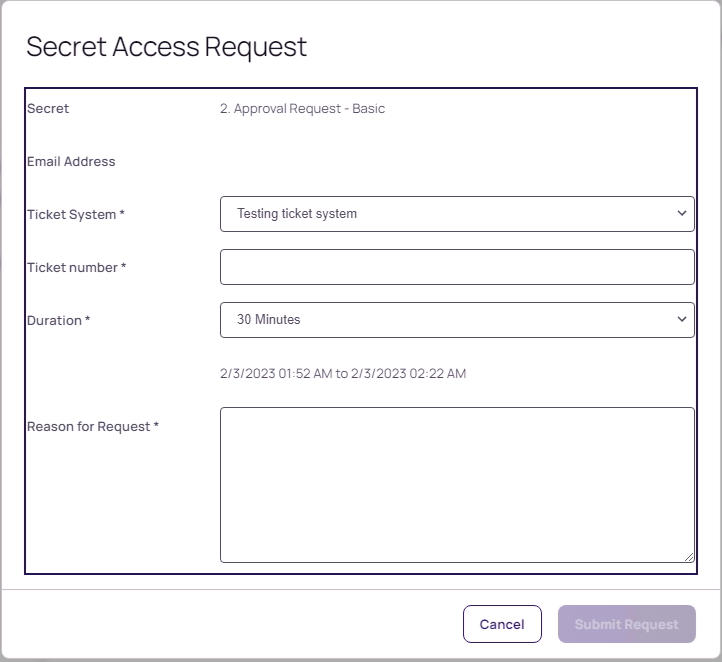 Secret Access Request
Secret 2. Approval Request - Basic
Email Address
Ticket System * Testing ticket system
Ticket number *
Duration * 30 Minutes
2/3/2023 01:52 AM to 2/3/2023 02:22 AM
Reason for Request *
Cancel Submit Request